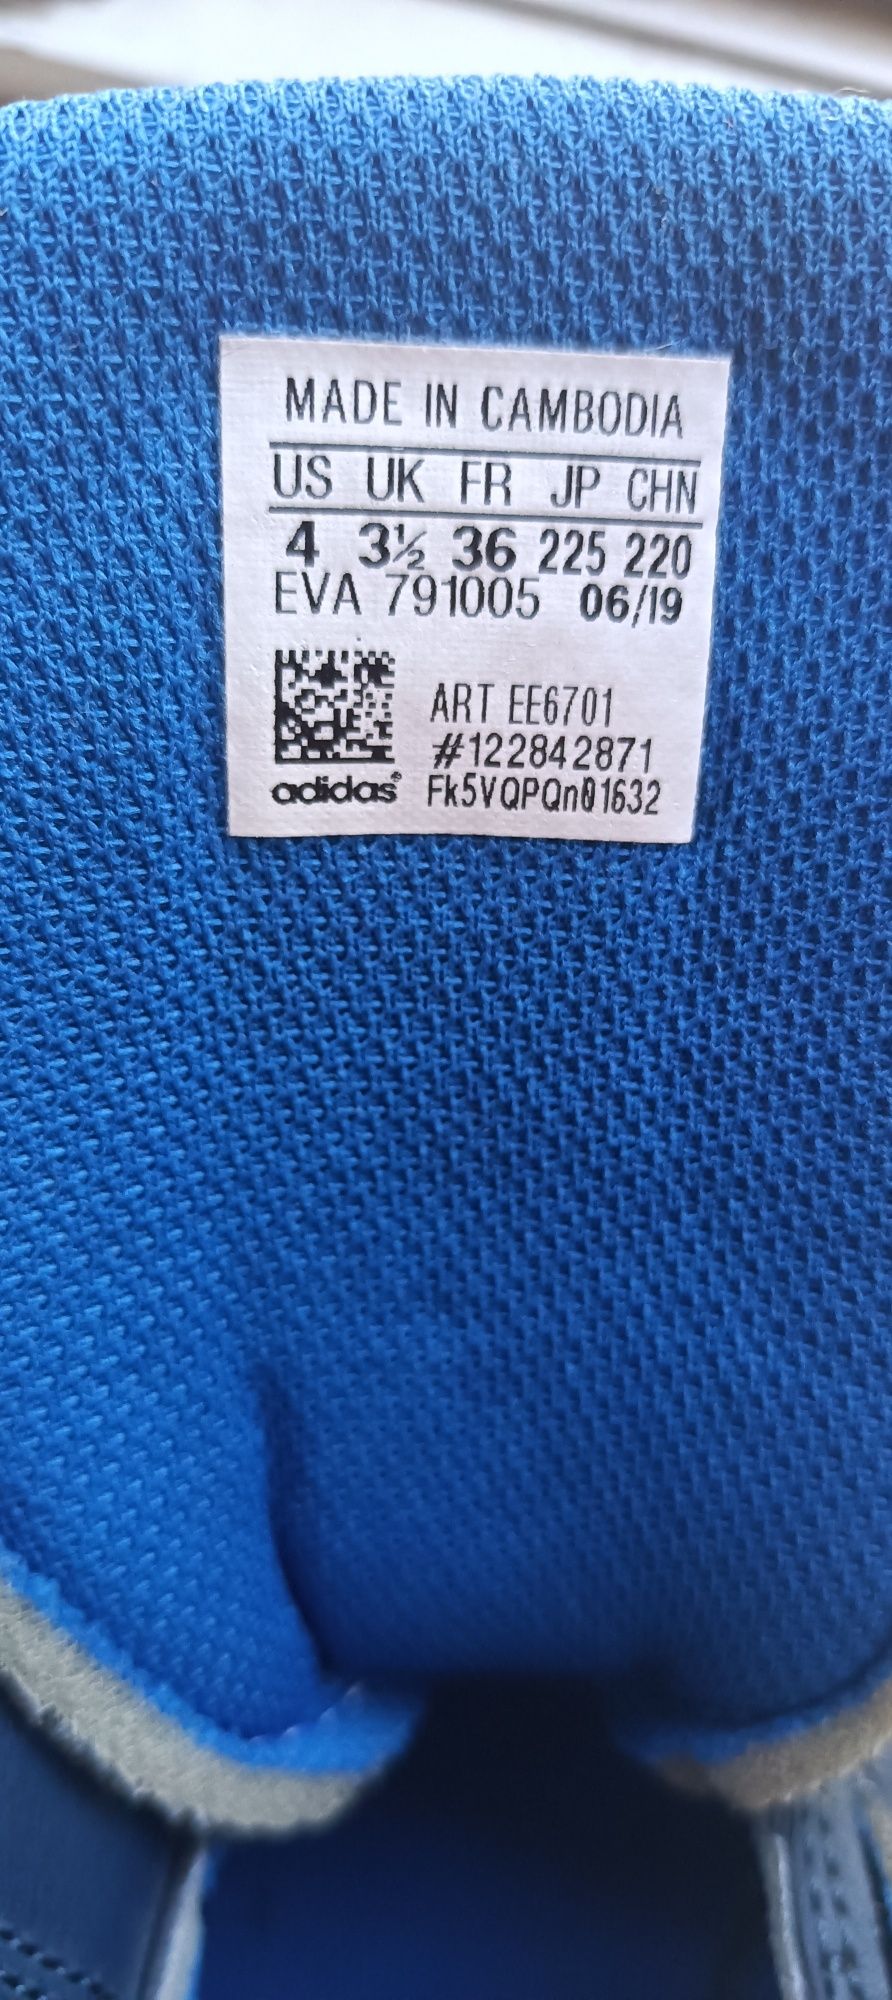 MADE IN CAMBODIA
US UK FR JP CHN
4 3½ 36 225 220
EVA 791005 06/19
ART EE6701
#122842871
adidas® Fk5VQPQn01632